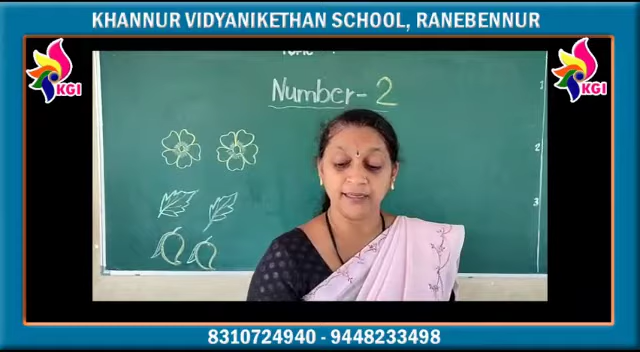 KHANNUR VIDYANIKETHAN SCHOOL, RANEBENNUR
KGI
KGI
Number-2
1
2
3
8310724940 - 9448233498